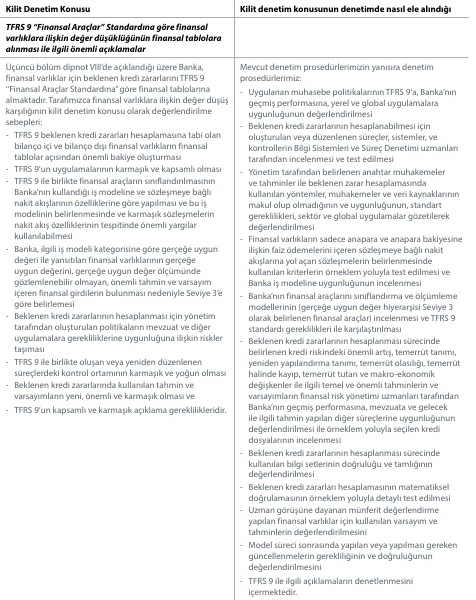 Kilit Denetim Konusu
TFRS 9 “Finansal Araçlar” Standardına göre finansal
varlıklara ilişkin değer düşüklüğünün finansal tablolara
alınması ile ilgili önemli açıklamalar
Üçüncü bölüm dipnot VIII’de açıklandığı üzere Banka,
finansal varlıklar için beklenen kredi zararlarını TFRS 9
“Finansal Araçlar Standardına” göre finansal tablolarına
almaktadır. Tarafımızca finansal varlıklara ilişkin değer düşüş
karşılığının kilit denetim konusu olarak değerlendirilme
sebepleri:
- TFRS 9 beklenen kredi zararları hesaplamasına tabi olan
bilanço içi ve bilanço dışı finansal varlıkların finansal
tablolar açısından önemli bakiye oluşturması
- TFRS 9’un uygulamalarının karmaşık ve kapsamlı olması
- TFRS 9 ile birlikte finansal araçların sınıflandırılmasının
Banka’nın kullandığı iş modeline ve sözleşmeye bağlı
nakit akışlarının özelliklerine göre yapılması ve bu iş
modelinin belirlenmesinde ve karmaşık sözleşmelerin
nakit akış özelliklerinin tespitinde önemli yargılar
kullanılabilmesi
- Banka, ilgili iş modeli kategorisine göre gerçeğe uygun
değeri ile yansıtılan finansal varlıkların gerçeğe
uygun değerini, gerçeğe uygun değer ölçümünde
gözlemlenebilir olmayan, önemli tahmin ve varsayım
içeren finansal girdilerin bulunması nedeniyle Seviye 3’e
göre belirlemesi
- Beklenen kredi zararlarının hesaplanması için yönetim
tarafından oluşturulan politikaların mevzuat ve diğer
uygulamalara gerekliliklerine uygunluğuna ilişkin riskler
taşıması
- TFRS 9 ile birlikte oluşan veya yeniden düzenlenen
süreçlerdeki kontrol ortamının karmaşık ve yoğun olması
- Beklenen kredi zararlarında kullanılan tahmin ve
varsayımların yeni, önemli ve karmaşık olması ve
- TFRS 9’un kapsamlı ve karmaşık açıklama gereklilikleridir.
Kilit denetim konusunun denetimde nasıl ele alındığı
Mevcut denetim prosedürlerimizin yanısıra denetim
prosedürlerimiz:
- Uygulanan muhasebe politikalarının TFRS 9’a, Banka’nın
geçmiş performansına, yerel ve global uygulamalara
uygunluğunun değerlendirilmesi
- Beklenen kredi zararlarının hesaplanabilmesi için
oluşturulan veya düzenlenen süreçler, sistemler, ve
kontrollerin Bilgi Sistemleri ve Süreç Denetimi uzmanları
tarafından incelenmesi ve test edilmesi
- Yönetim tarafından belirlenen anahtar muhakemeler
ve tahminler ile beklenen zarar hesaplamasında
kullanılan yöntemler, muhakemeler ve veri kaynaklarının
makul olup olmadığının ve uygunluğunun, standart
gereklilikleri, sektör ve global uygulamalar gözetilerek
değerlendirilmesi
- Finansal varlıkların sadece anapara ve anapara bakiyesine
ilişkin faiz ödemelerini içeren sözleşmeye bağlı nakit
akışlarına yol açan sözleşmelerin belirlenmesinde
kullanılan kriterlerin örneklem yoluyla test edilmesi ve
Banka iş modeline uygunluğunun incelenmesi
- Banka’nın finansal araçlarını sınıflandırma ve ölçümleme
modellerinin (gerçeğe uygun değer hiyerarşisi Seviye 3
olarak belirlenen finansal araçlar) incelenmesi ve TFRS 9
standardı gereklilikleri ile karşılaştırılması
- Beklenen kredi zararlarının hesaplanması sürecinde
belirlenen kredi riskindeki önemli artış, temerrüt tanımı,
yeniden yapılandırma tanımı, temerrüt olasılığı, temerrüt
halinde kayıp, temerrüt tutarı ve makro-ekonomik
değişkenler ile ilgili temel ve önemli tahminlerin ve
varsayımların finansal risk yönetimi uzmanları tarafından
Banka’nın geçmiş performansına, mevzuata ve gelecek
ile ilgili tahmin yapılan diğer süreçlerine uygunluğunun
değerlendirilmesi ile örneklem yoluyla seçilen kredi
dosyalarının incelenmesi
- Beklenen kredi zararlarının hesaplanması sürecinde
kullanılan bilgi setlerinin doğruluğu ve tamlığının
değerlendirilmesi
- Beklenen kredi zararları hesaplamasının matematiksel
doğrulamasının örneklem yoluyla detaylı test edilmesi
- Uzman görüşüne dayanan münferit değerlendirme
yapılan finansal varlıklar için kullanılan varsayım ve
tahminlerin değerlendirilmesini
- Model süreci sonrasında yapılan veya yapılması gereken
güncellemelerin gerekliliğinin ve doğruluğunun
değerlendirilmesini
- TFRS 9 ile ilgili açıklamaların denetlenmesini
içermektedir.